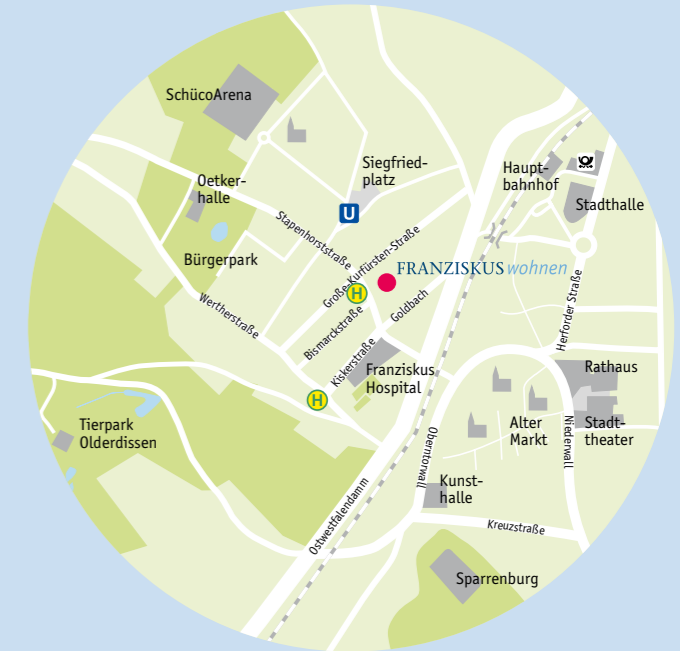 SchücoArena
Siegfried-
platz
Haupt-
bahnhof
Stadthalle
Oetker-
halle
U
Bürgerpark
Stapenhorststraße
Große-Kurfürsten-Straße
FRANZISKUS wohnen
H
Goldbach
Bismarckstraße
Wertherstraße
Herforder Straße
Kiskerstraße
Franziskus
Hospital
Rathaus
H
Tierpark
Olderdissen
Alter
Markt
Stadt-
theater
Niederwall
Oberntorwall
Kunst-
halle
Ostwestfalendamm
Kreuzstraße
Sparrenburg